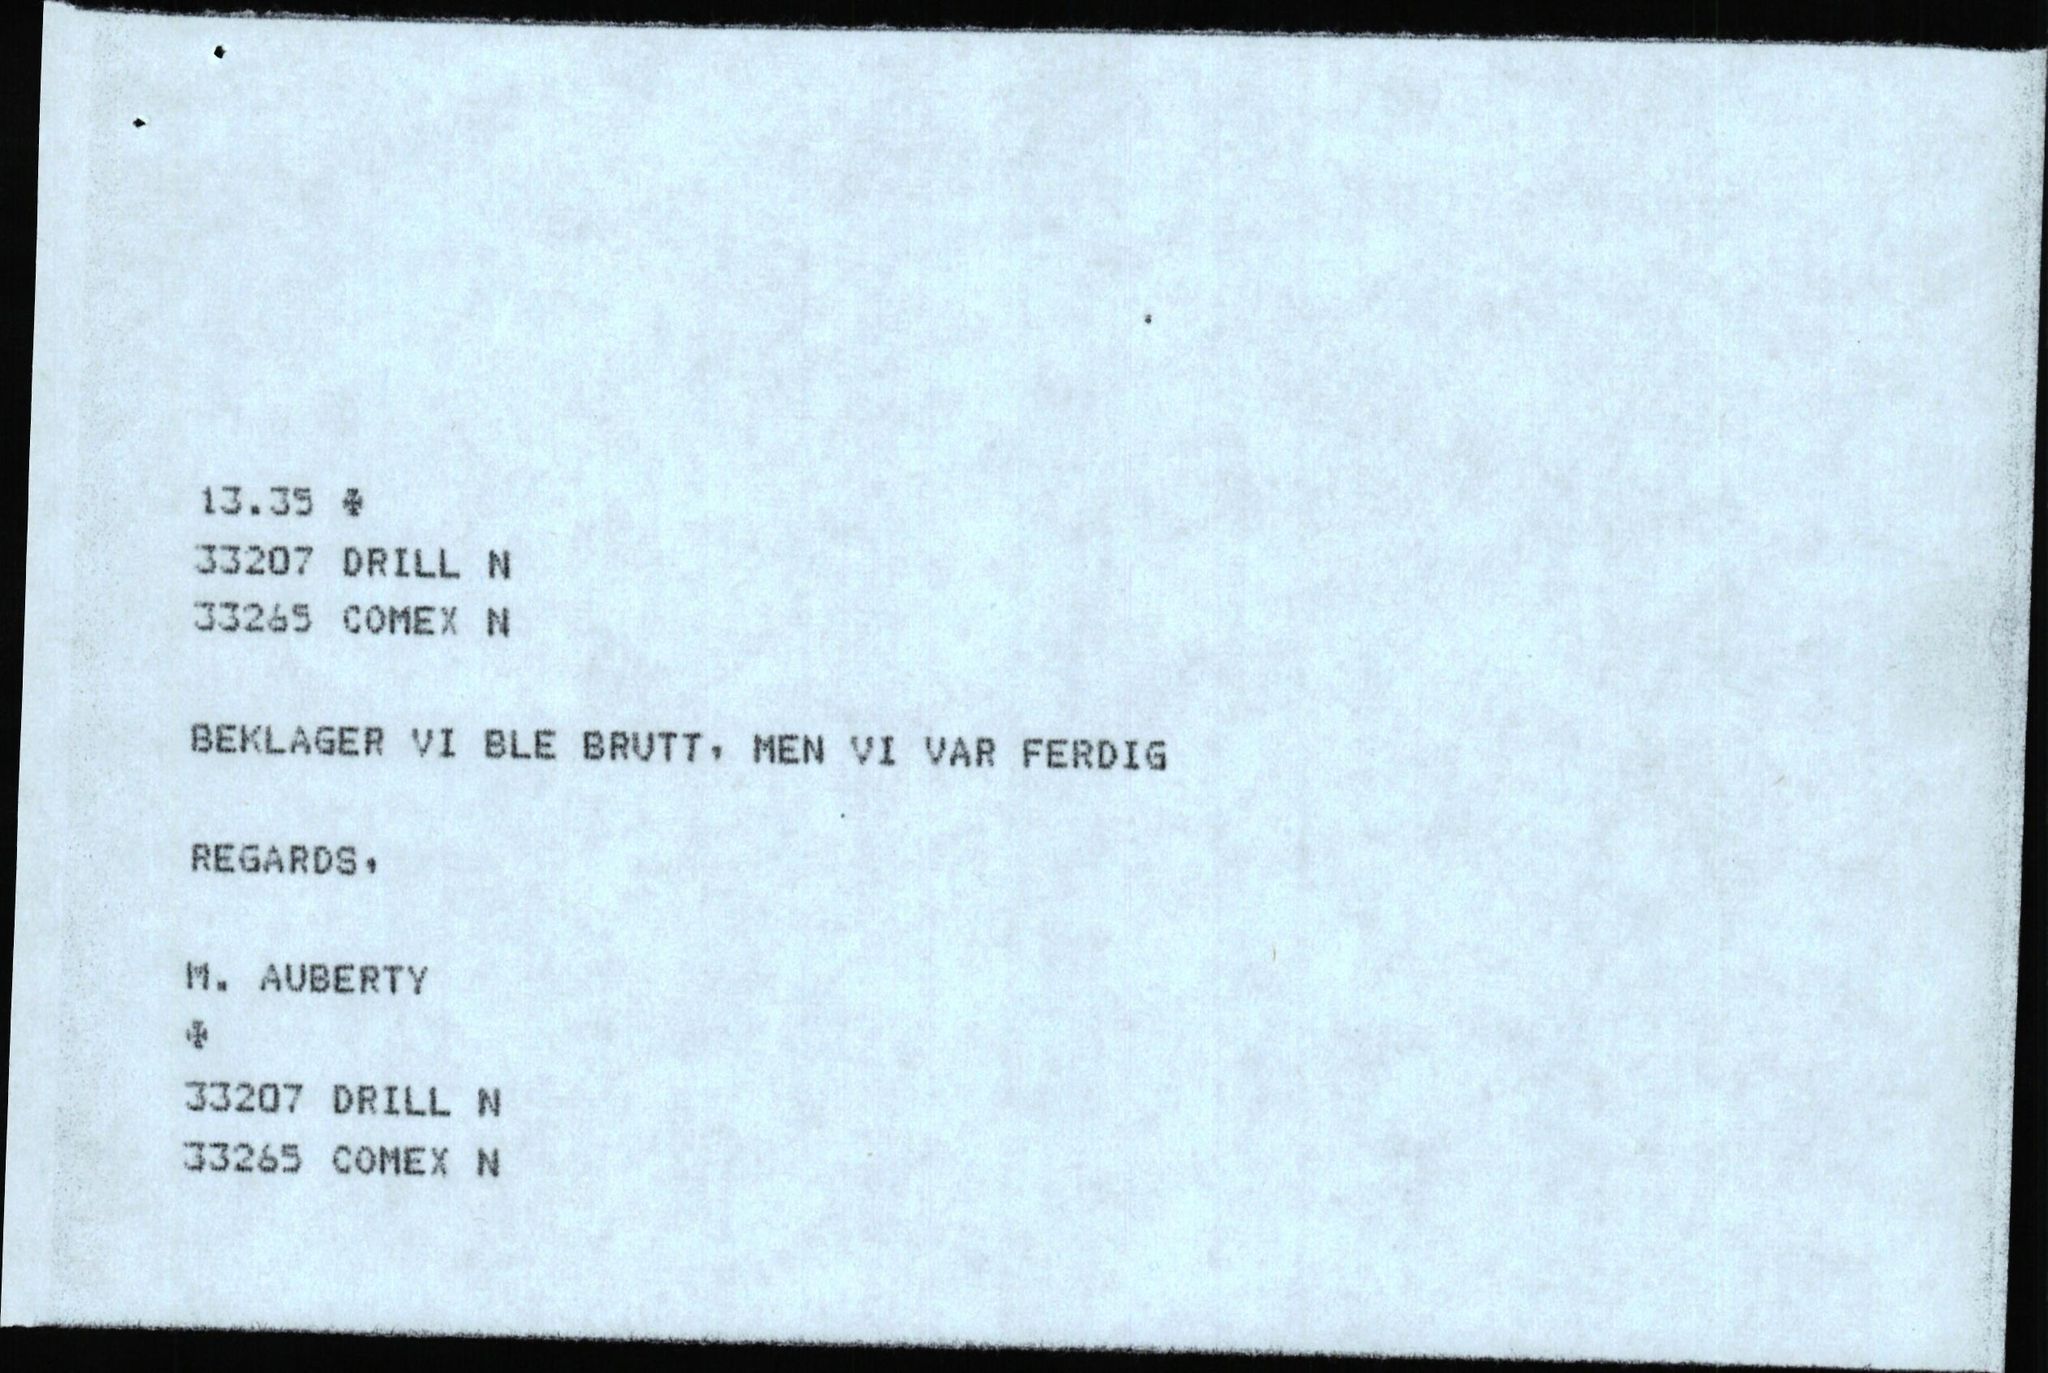 13.35 ✠
33207 DRILL N
33265 COMEX N
BEKLAGER VI BLE BRUTT, MEN VI VAR FERDIG
REGARDS,
M. AUBERTY
✠
33207 DRILL N
33265 COMEX N